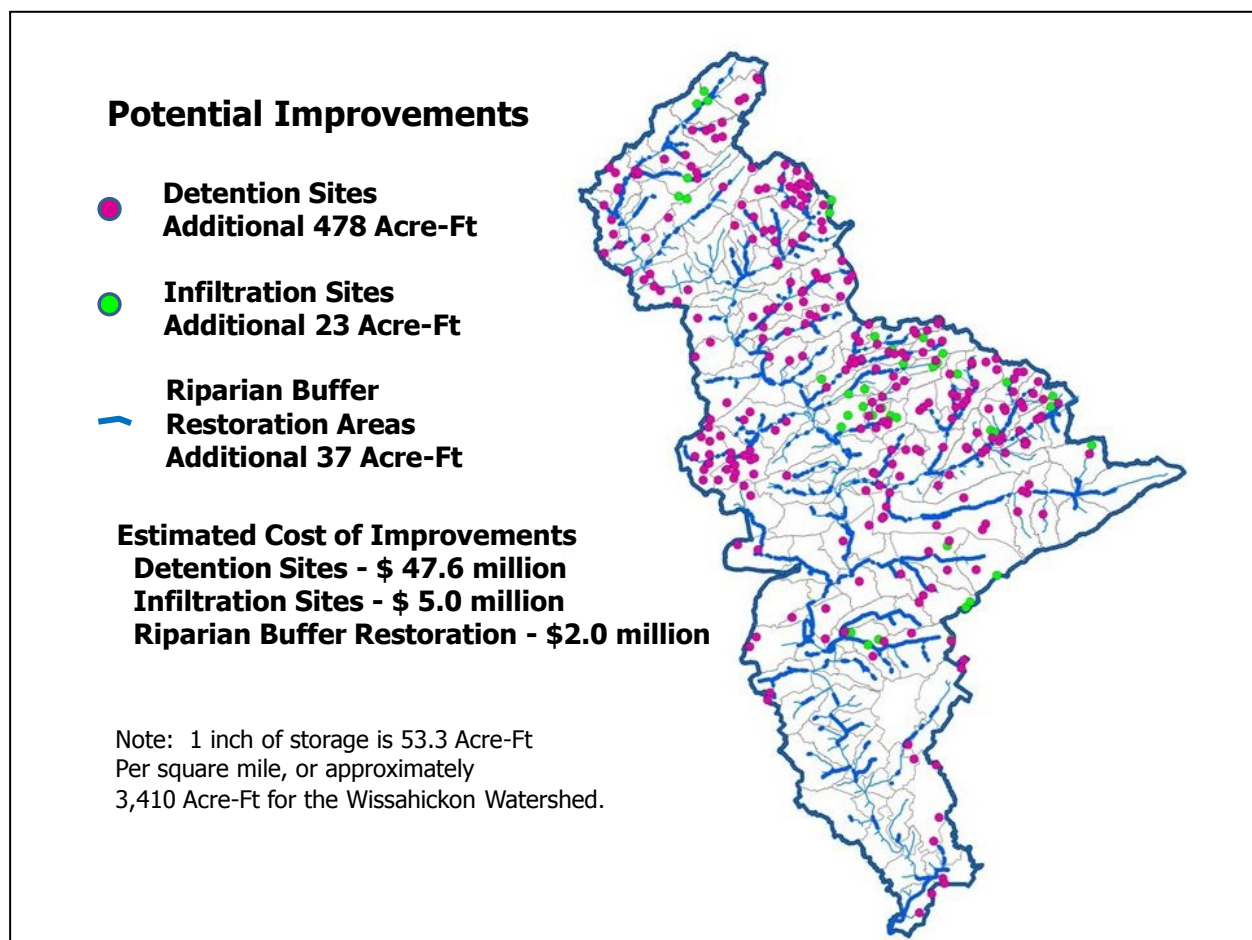 Potential Improvements
Detention Sites
Additional 478 Acre-Ft
Infiltration Sites
Additional 23 Acre-Ft
Riparian Buffer
Restoration Areas
Additional 37 Acre-Ft
Estimated Cost of Improvements
Detention Sites - $ 47.6 million
Infiltration Sites - $ 5.0 million
Riparian Buffer Restoration - $2.0 million
Note:  1 inch of storage is 53.3 Acre-Ft
Per square mile, or approximately
3,410 Acre-Ft for the Wissahickon Watershed.